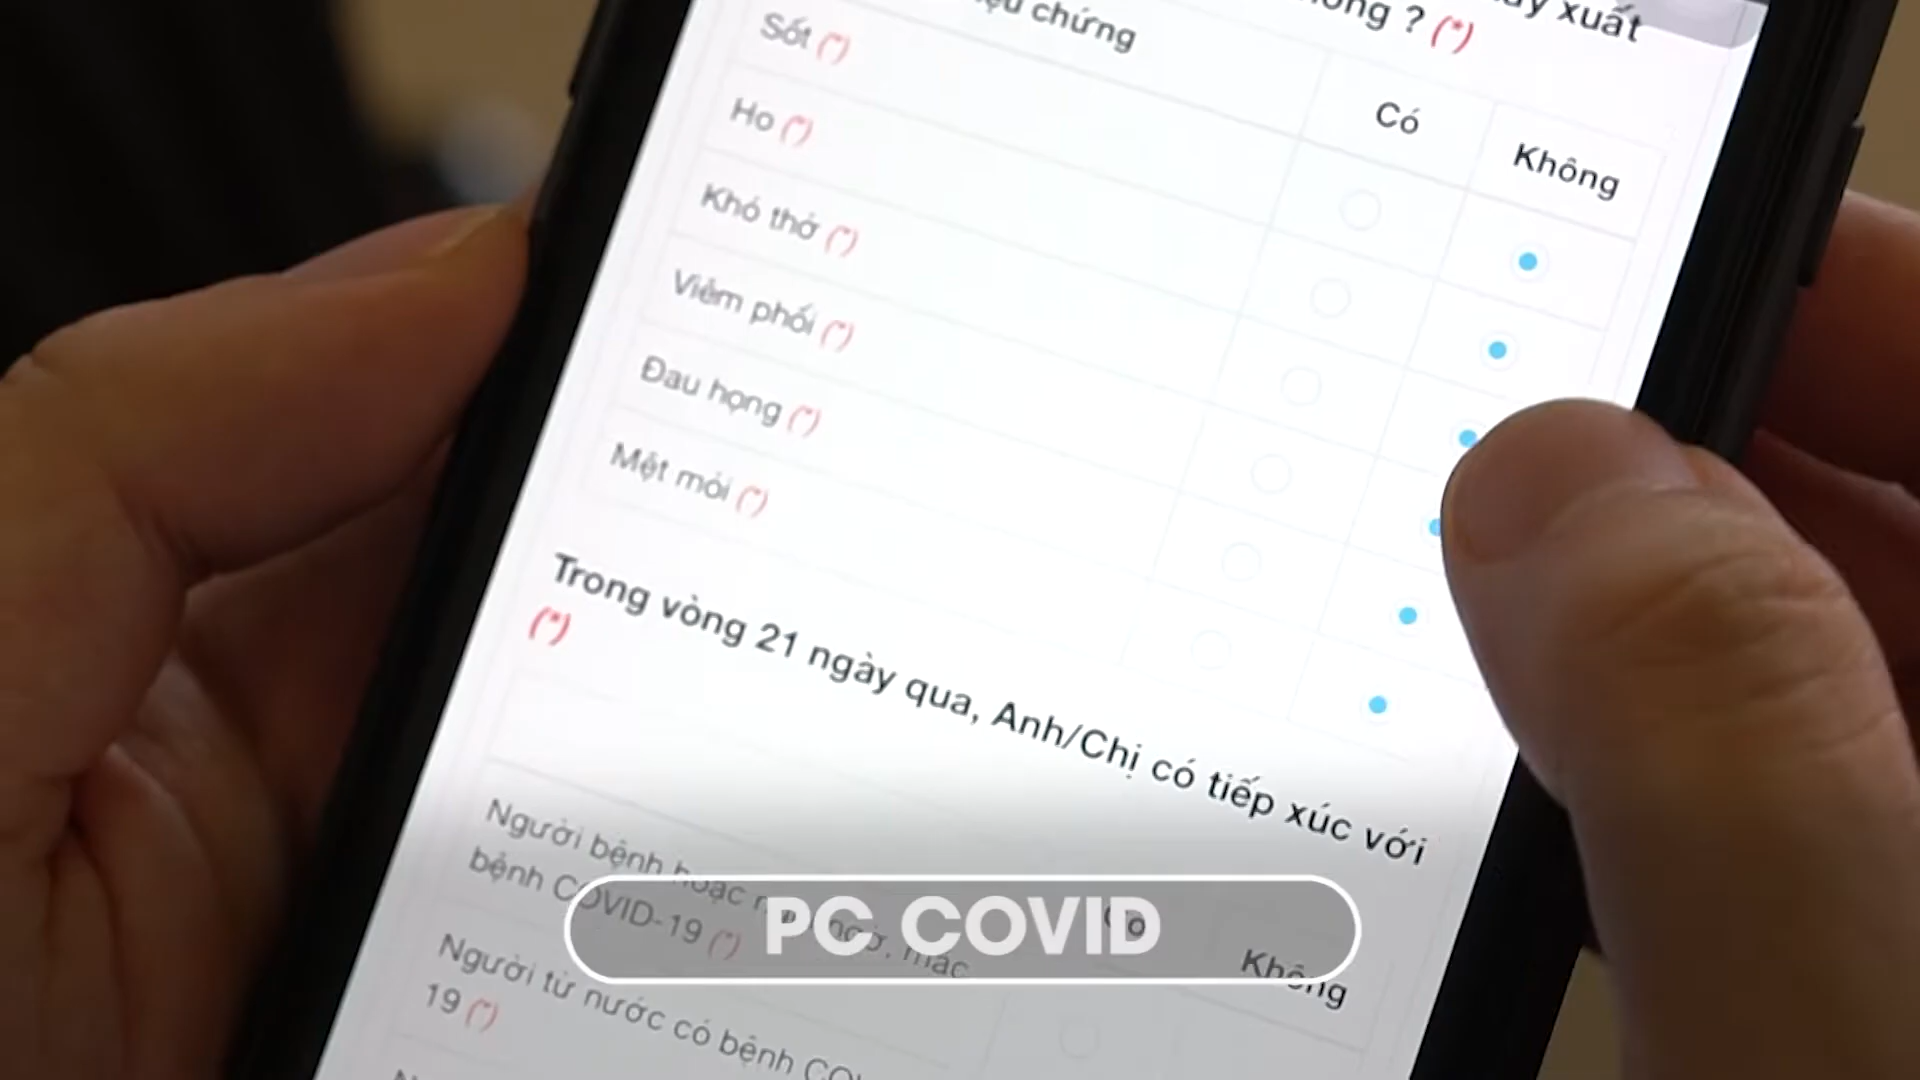 xuất
chứng
? (*)
Có
Không
Sốt (*)
Ho (*)
Khó thở (*)
Viêm phổi (*)
Đau họng (*)
Mệt mỏi (*)
Trong vòng 21 ngày qua, Anh/Chị có tiếp xúc với
(*)
Có
Không
Người bệnh hoặc
bệnh COVID-19 (*)
Người từ nước có bệnh
19 (*)
PC COVID